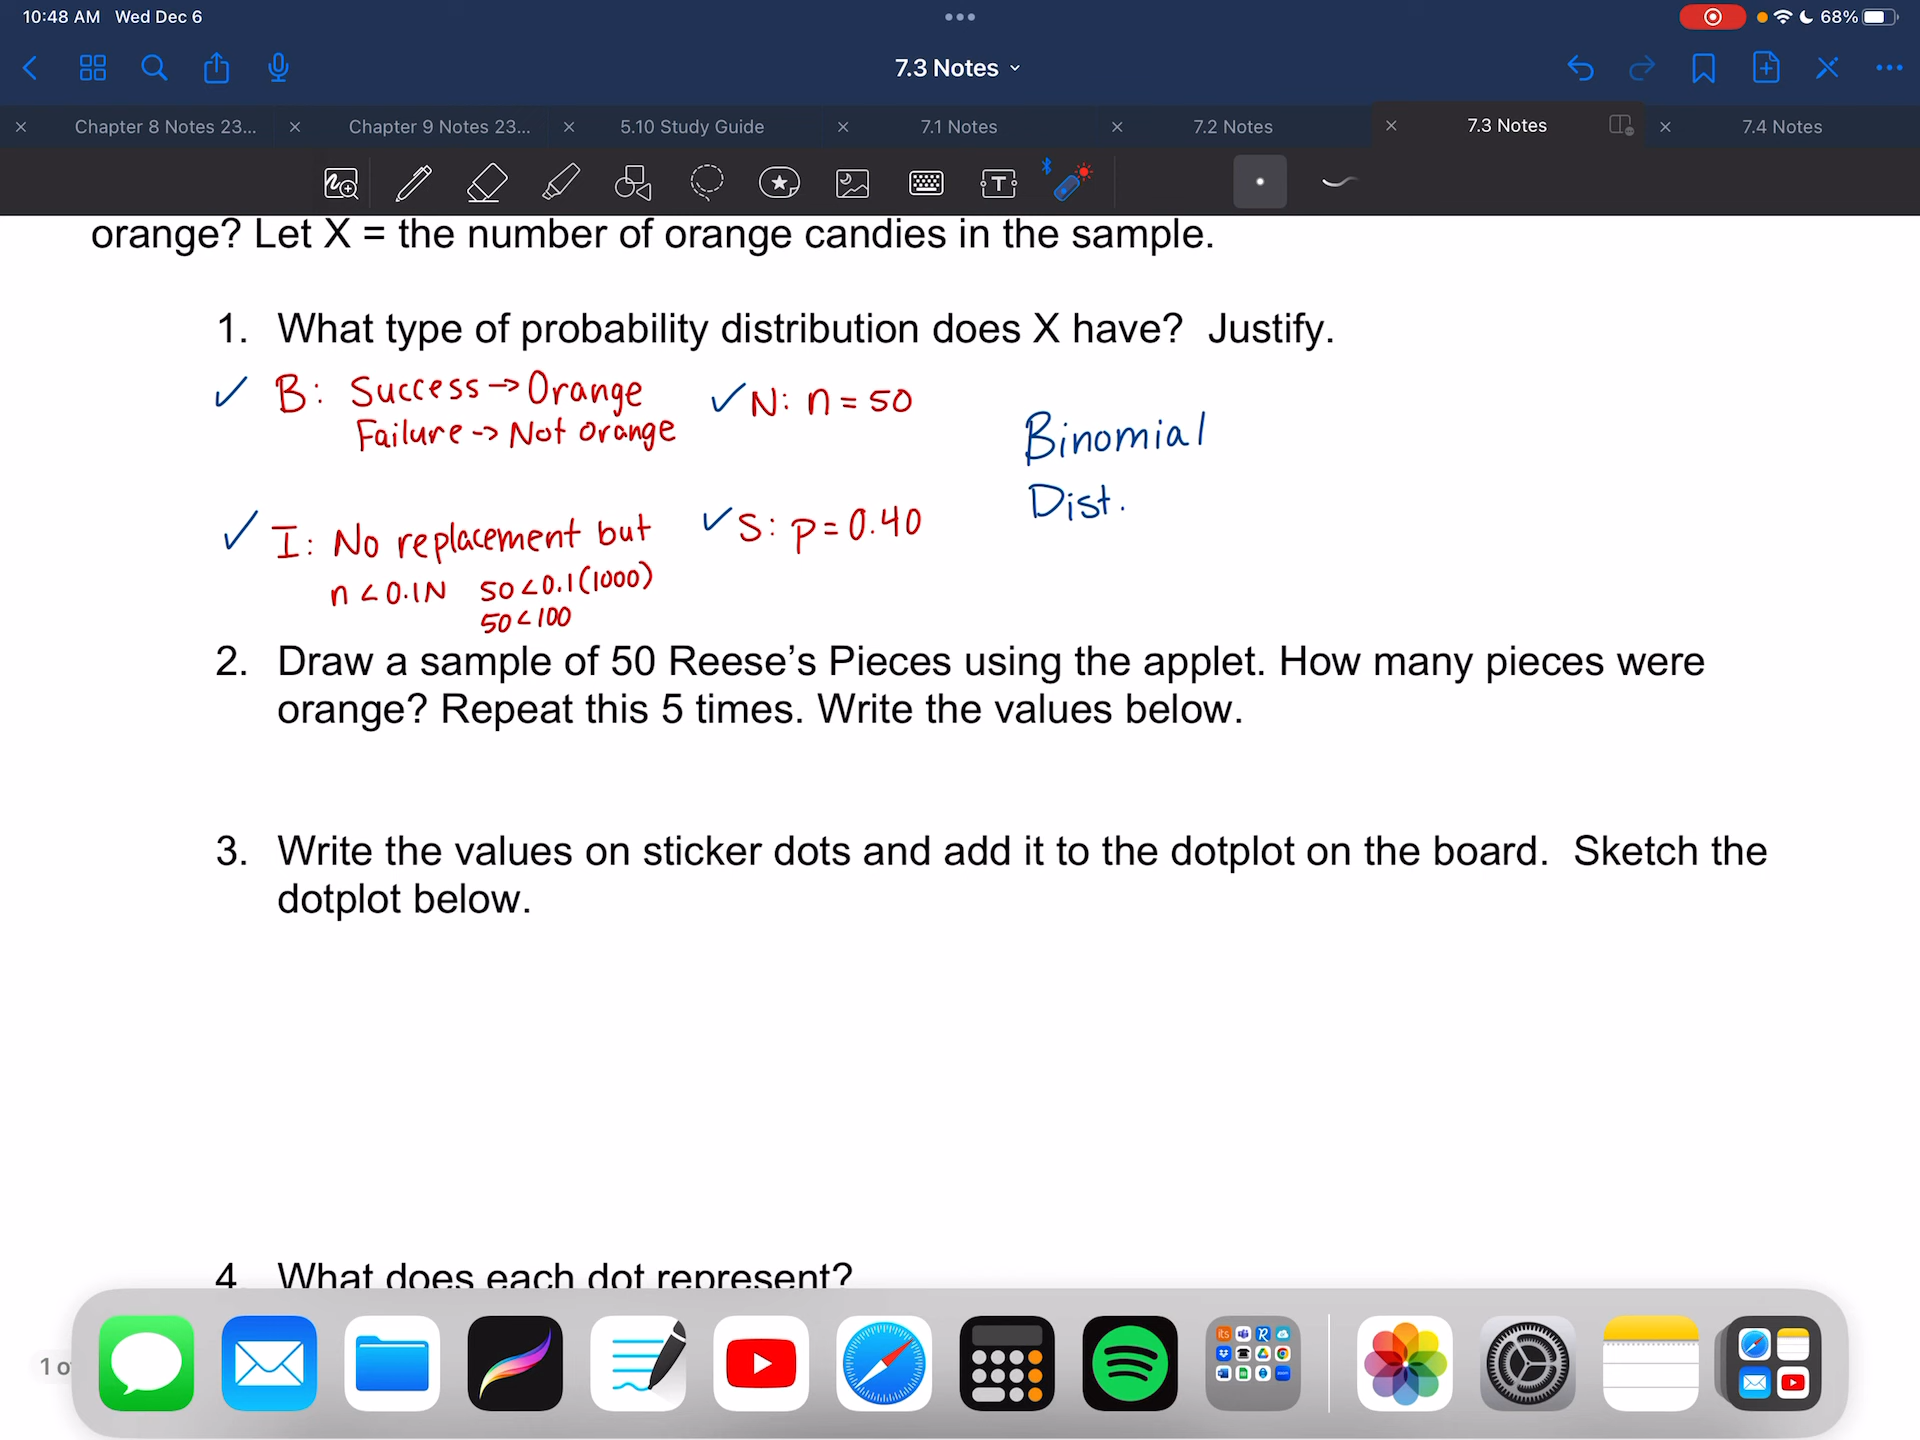 10:48 AM Wed Dec 6
68%
7.3 Notes
Chapter 8 Notes 23...
Chapter 9 Notes 23...
5.10 Study Guide
7.1 Notes
7.2 Notes
7.3 Notes
7.4 Notes
orange? Let X = the number of orange candies in the sample.
1. What type of probability distribution does X have? Justify.
✓ B: Success -> Orange
Failure -> Not Orange
✓ N: n = 50
Binomial
Dist.
✓ I: No replacement but
n < 0.1N 50 < 0.1(1000)
50 < 100
✓ S: p = 0.40
2. Draw a sample of 50 Reese’s Pieces using the applet. How many pieces were
orange? Repeat this 5 times. Write the values below.
3. Write the values on sticker dots and add it to the dotplot on the board. Sketch the
dotplot below.
4. What does each dot represent?